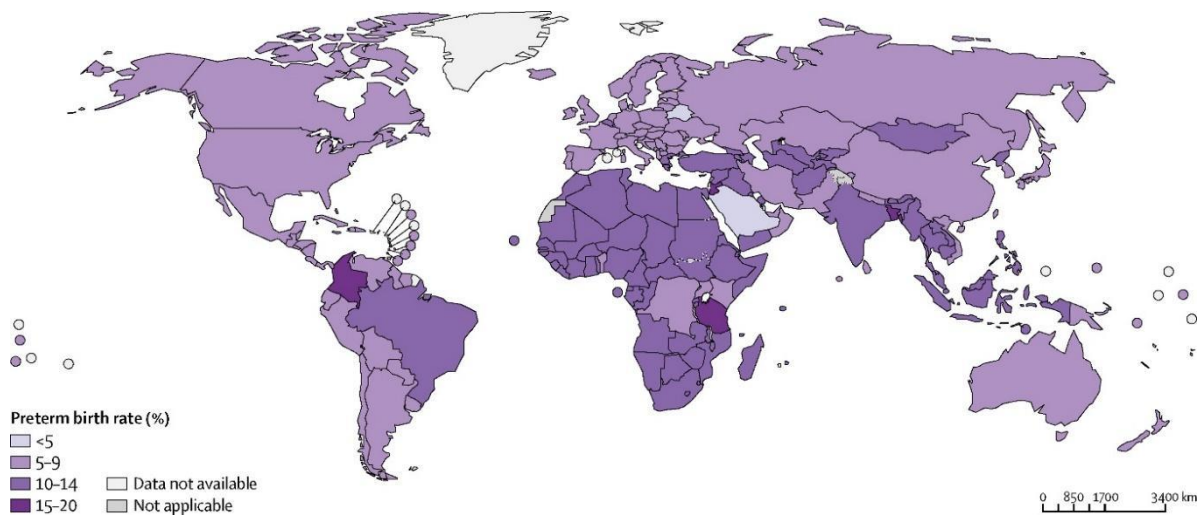 Preterm birth rate (%)
<5
5–9
10–14
15–20
Data not available
Not applicable
0 850 1700 3400 km